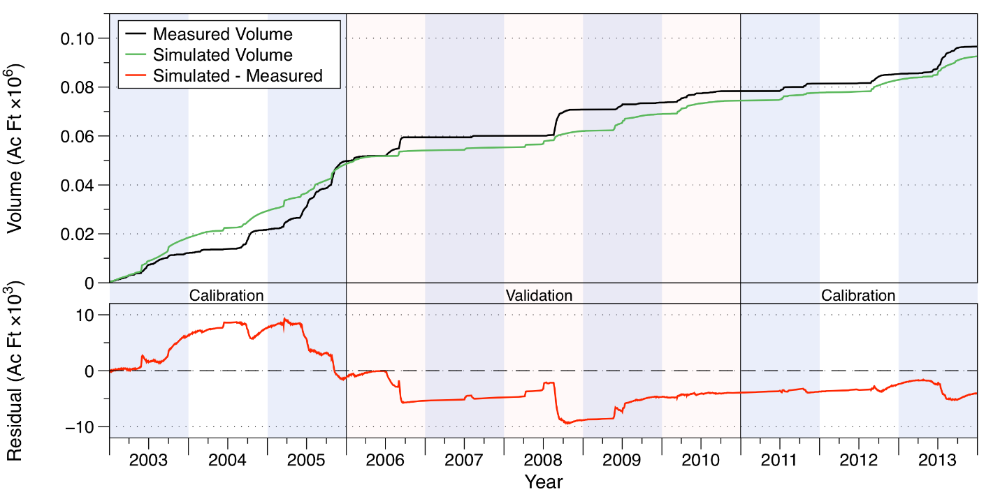 Measured Volume
Simulated Volume
Simulated - Measured
Volume (Ac Ft ×10⁶)
0.10
0.08
0.06
0.04
0.02
0
Calibration
Validation
Calibration
Residual (Ac Ft ×10³)
10
0
−10
2003 2004 2005 2006 2007 2008 2009 2010 2011 2012 2013
Year